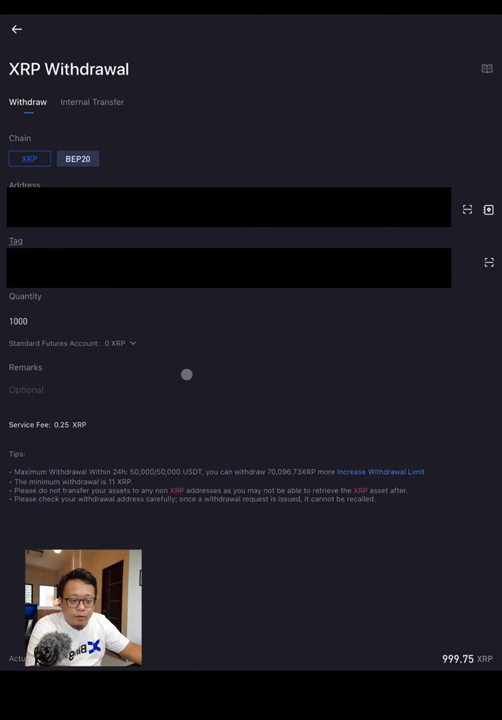 XRP Withdrawal
Withdraw Internal Transfer
Chain
XRP BEP20
Address
Tag
Quantity
1000
Standard Futures Account: 0 XRP
Remarks
Optional
Service Fee: 0.25 XRP
Tips:
• Maximum Withdrawal Within 24h: 50,000/50,000 USDT, you can withdraw 70,096.73XRP more Increase Withdrawal Limit
• The minimum withdrawal is 11 XRP.
• Please do not transfer your assets to any non XRP addresses as you may not be able to retrieve the XRP asset after.
• Please check your withdrawal address carefully; once a withdrawal request is issued, it cannot be recalled.
999.75 XRP